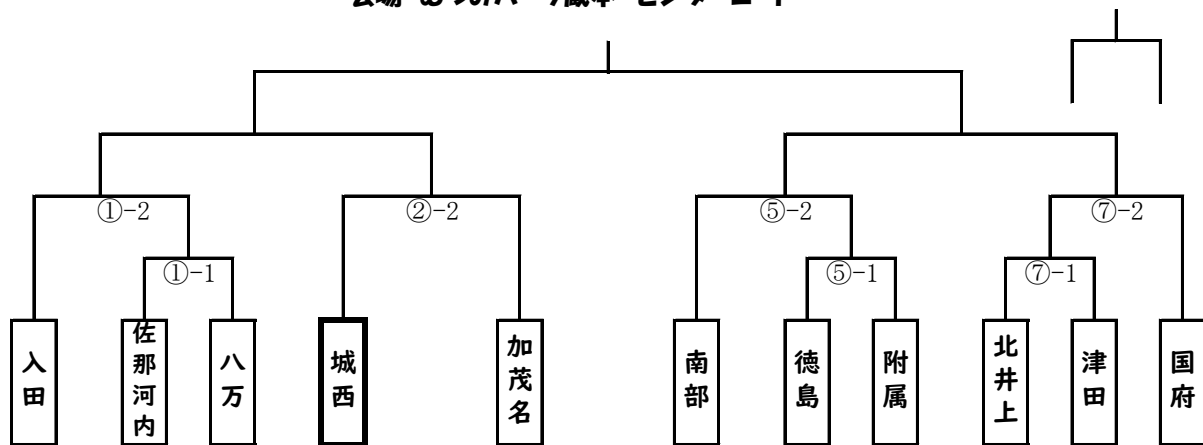 ①-2
②-2
⑤-2
⑦-2
①-1
⑤-1
⑦-1
入田
佐那河内
八万
城西
加茂名
南部
徳島
附属
北井上
津田
国府